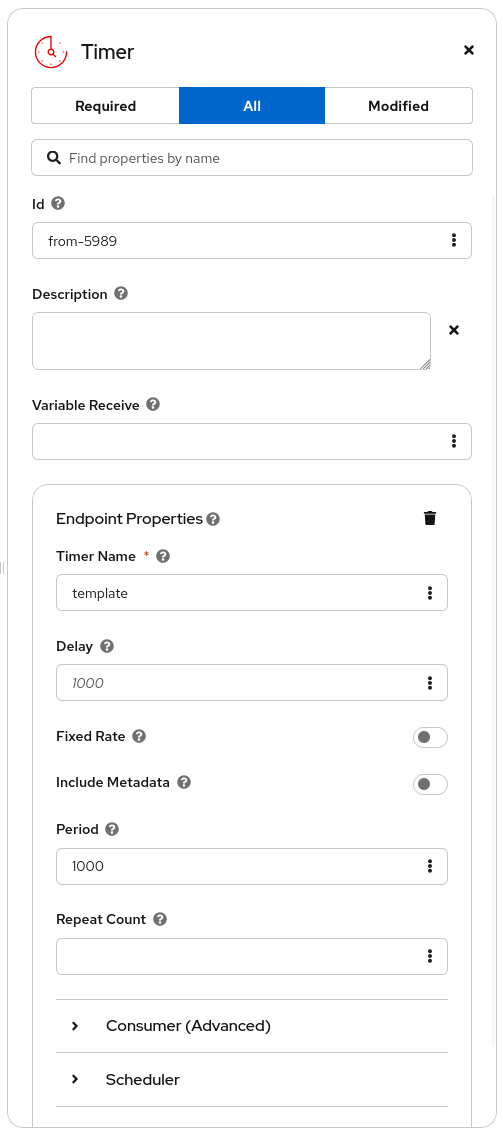 Timer
Required All Modified
Find properties by name
Id
from-5989
Description
Variable Receive
Endpoint Properties
Timer Name *
template
Delay
1000
Fixed Rate
Include Metadata
Period
1000
Repeat Count
Consumer (Advanced)
Scheduler